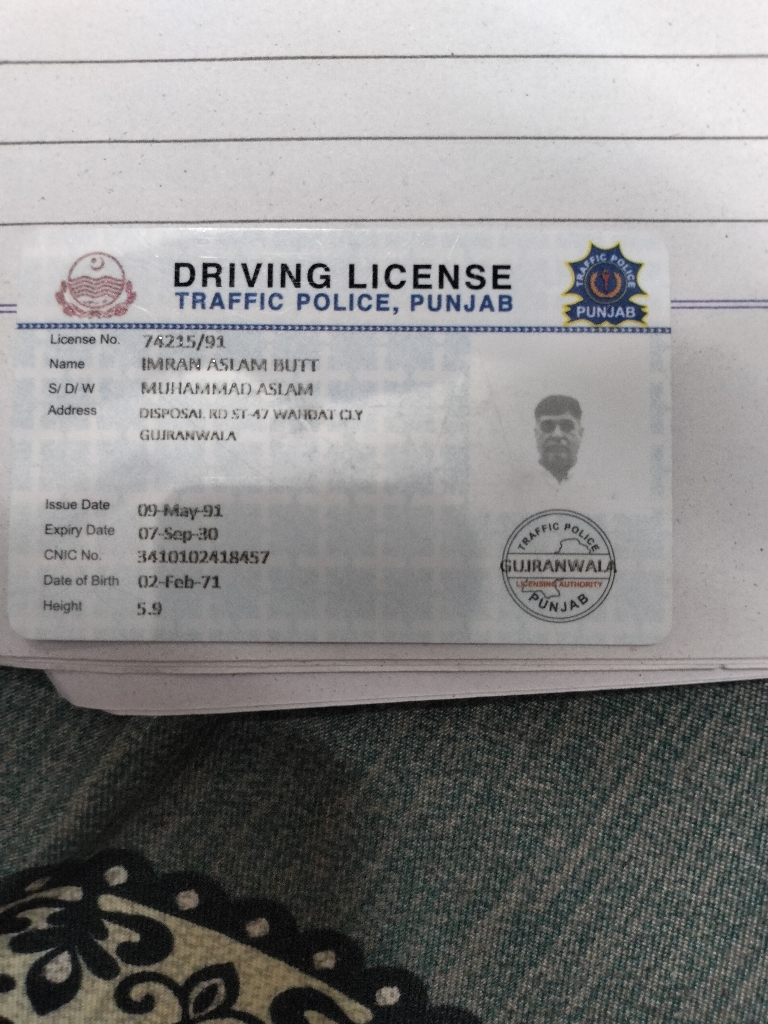 DRIVING LICENSE
TRAFFIC POLICE, PUNJAB
TRAFFIC POLICE
PUNJAB
License No. 74215/91
Name IMRAN ASLAM BUTT
S/ D/ W MUHAMMAD ASLAM
Address DISPOSAL RD ST-47 WAHDAT CLY
GUJRANWALA
Issue Date 09-May-91
Expiry Date 07-Sep-30
CNIC No. 3410102418457
Date of Birth 02-Feb-71
Height 5.9
TRAFFIC POLICE
GUJRANWALA
LICENSING AUTHORITY
PUNJAB